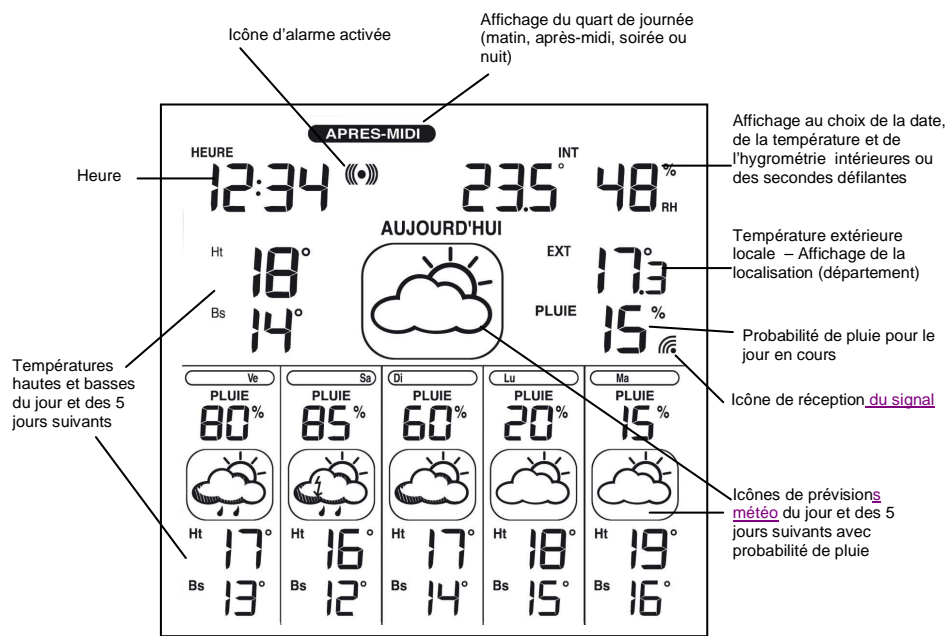 Affichage du quart de journée
(matin, après-midi, soirée ou
nuit)
Icône d'alarme activée
APRES-MIDI
HEURE
12:34
INT
23.5°
48%
RH
Heure
Affichage au choix de la date,
de la température et de
l'hygrométrie intérieures ou
des secondes défilantes
AUJOURD'HUI
Ht 18°
Bs 14°
EXT 17.3°
PLUIE 15%
Température extérieure
locale – Affichage de la
localisation (département)
Probabilité de pluie pour le
jour en cours
Icône de réception du signal
Températures
hautes et basses
du jour et des 5
jours suivants
Ve Sa Di Lu Ma
PLUIE PLUIE PLUIE PLUIE PLUIE
80% 85% 60% 20% 15%
Icônes de prévisions
météo du jour et des 5
jours suivants avec
probabilité de pluie
Ht 17° Ht 16° Ht 17° Ht 18° Ht 19°
Bs 13° Bs 12° Bs 14° Bs 15° Bs 16°